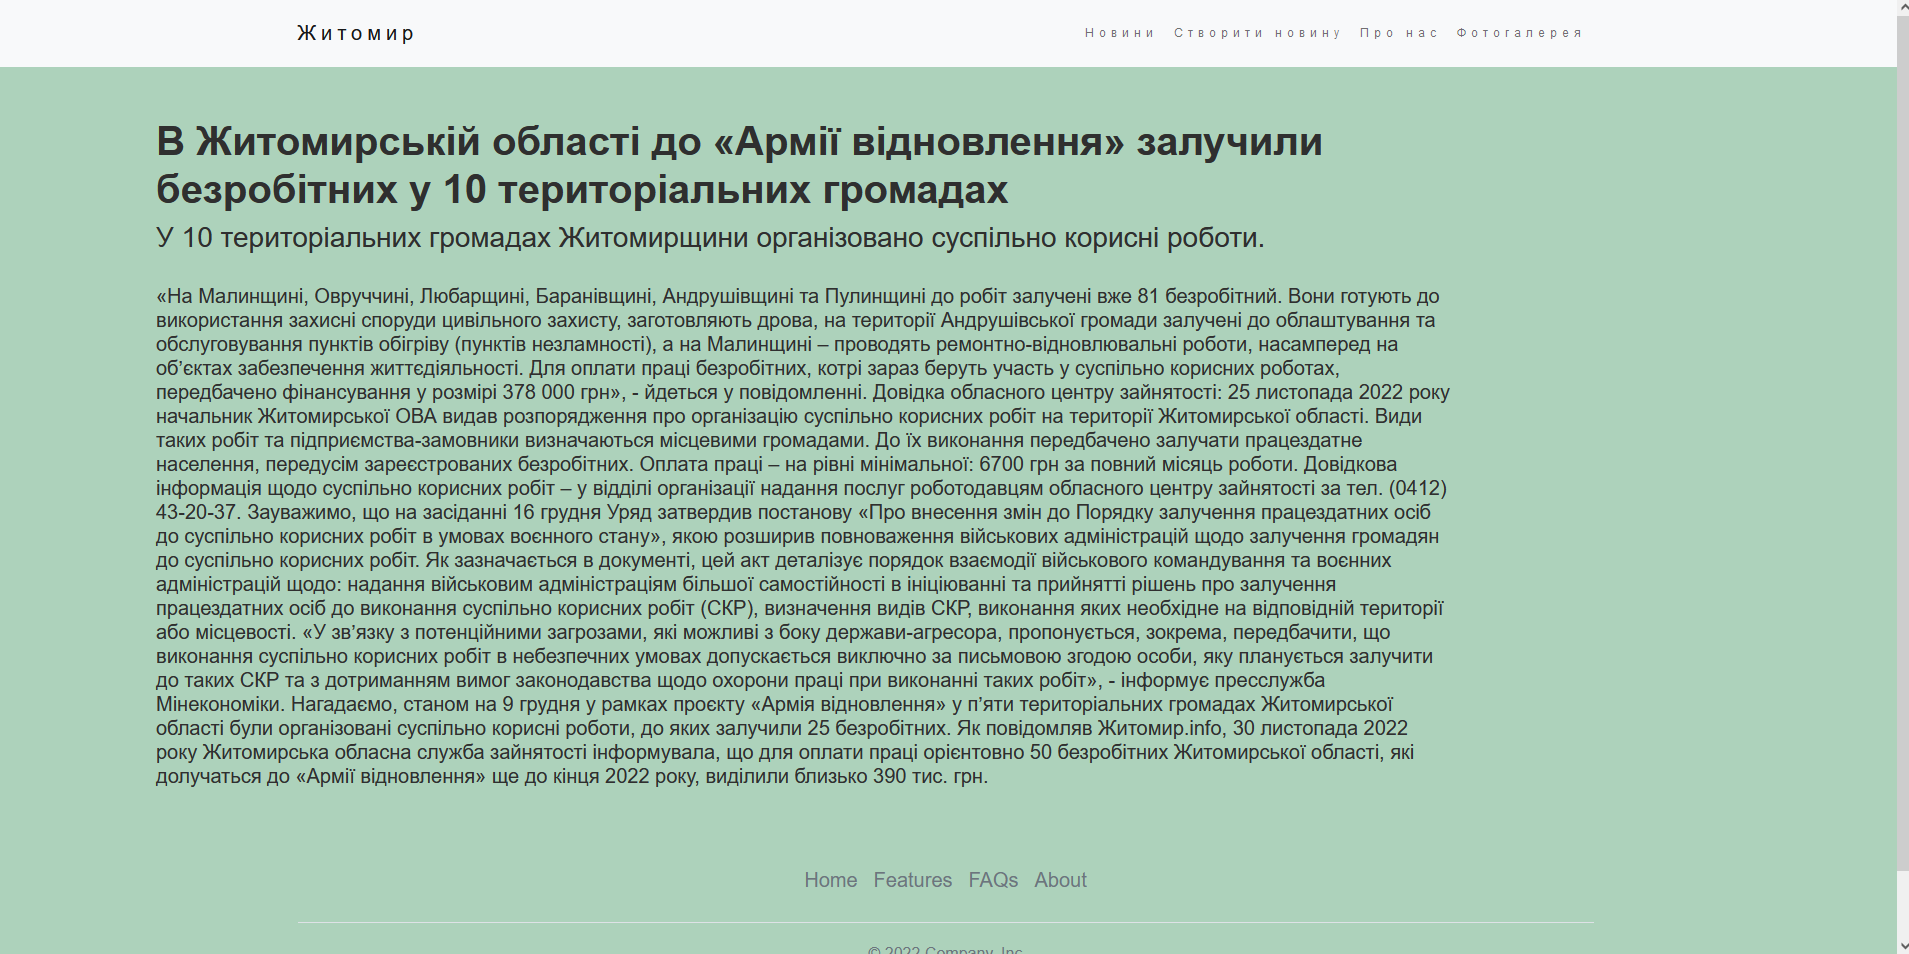 Житомир
Новини Створити новину Про нас Фотогалерея
В Житомирській області до «Армії відновлення» залучили
безробітних у 10 територіальних громадах
У 10 територіальних громадах Житомирщини організовано суспільно корисні роботи.
«На Малинщині, Овруччині, Любарщині, Баранівщині, Андрушівщині та Пулинщині до робіт залучені вже 81 безробітний. Вони готують до
використання захисні споруди цивільного захисту, заготовляють дрова, на території Андрушівської громади залучені до облаштування та
обслуговування пунктів обігріву (пунктів незламності), а на Малинщині – проводять ремонтно-відновлювальні роботи, насамперед на
об’єктах забезпечення життєдіяльності. Для оплати праці безробітних, котрі зараз беруть участь у суспільно корисних роботах,
передбачено фінансування у розмірі 378 000 грн», - йдеться у повідомленні. Довідка обласного центру зайнятості: 25 листопада 2022 року
начальник Житомирської ОВА видав розпорядження про організацію суспільно корисних робіт на території Житомирської області. Види
таких робіт та підприємства-замовники визначаються місцевими громадами. До їх виконання передбачено залучати працездатне
населення, передусім зареєстрованих безробітних. Оплата праці – на рівні мінімальної: 6700 грн за повний місяць роботи. Довідкова
інформація щодо суспільно корисних робіт – у відділі організації надання послуг роботодавцям обласного центру зайнятості за тел. (0412)
43-20-37. Зауважимо, що на засіданні 16 грудня Уряд затвердив постанову «Про внесення змін до Порядку залучення працездатних осіб
до суспільно корисних робіт в умовах воєнного стану», якою розширив повноваження військових адміністрацій щодо залучення громадян
до суспільно корисних робіт. Як зазначається в документі, цей акт деталізує порядок взаємодії військового командування та воєнних
адміністрацій щодо: надання військовим адміністраціям більшої самостійності в ініціюванні та прийнятті рішень про залучення
працездатних осіб до виконання суспільно корисних робіт (СКР), визначення видів СКР, виконання яких необхідне на відповідній території
або місцевості. «У зв’язку з потенційними загрозами, які можливі з боку держави-агресора, пропонується, зокрема, передбачити, що
виконання суспільно корисних робіт в небезпечних умовах допускається виключно за письмовою згодою особи, яку планується залучити
до таких СКР та з дотриманням вимог законодавства щодо охорони праці при виконанні таких робіт», - інформує пресслужба
Мінекономіки. Нагадаємо, станом на 9 грудня у рамках проєкту «Армія відновлення» у п’яти територіальних громадах Житомирської
області були організовані суспільно корисні роботи, до яких залучили 25 безробітних. Як повідомляв Житомир.info, 30 листопада 2022
року Житомирська обласна служба зайнятості інформувала, що для оплати праці орієнтовно 50 безробітних Житомирської області, які
долучаться до «Армії відновлення» ще до кінця 2022 року, виділили близько 390 тис. грн.
Home Features FAQs About
© 2022 Company, Inc